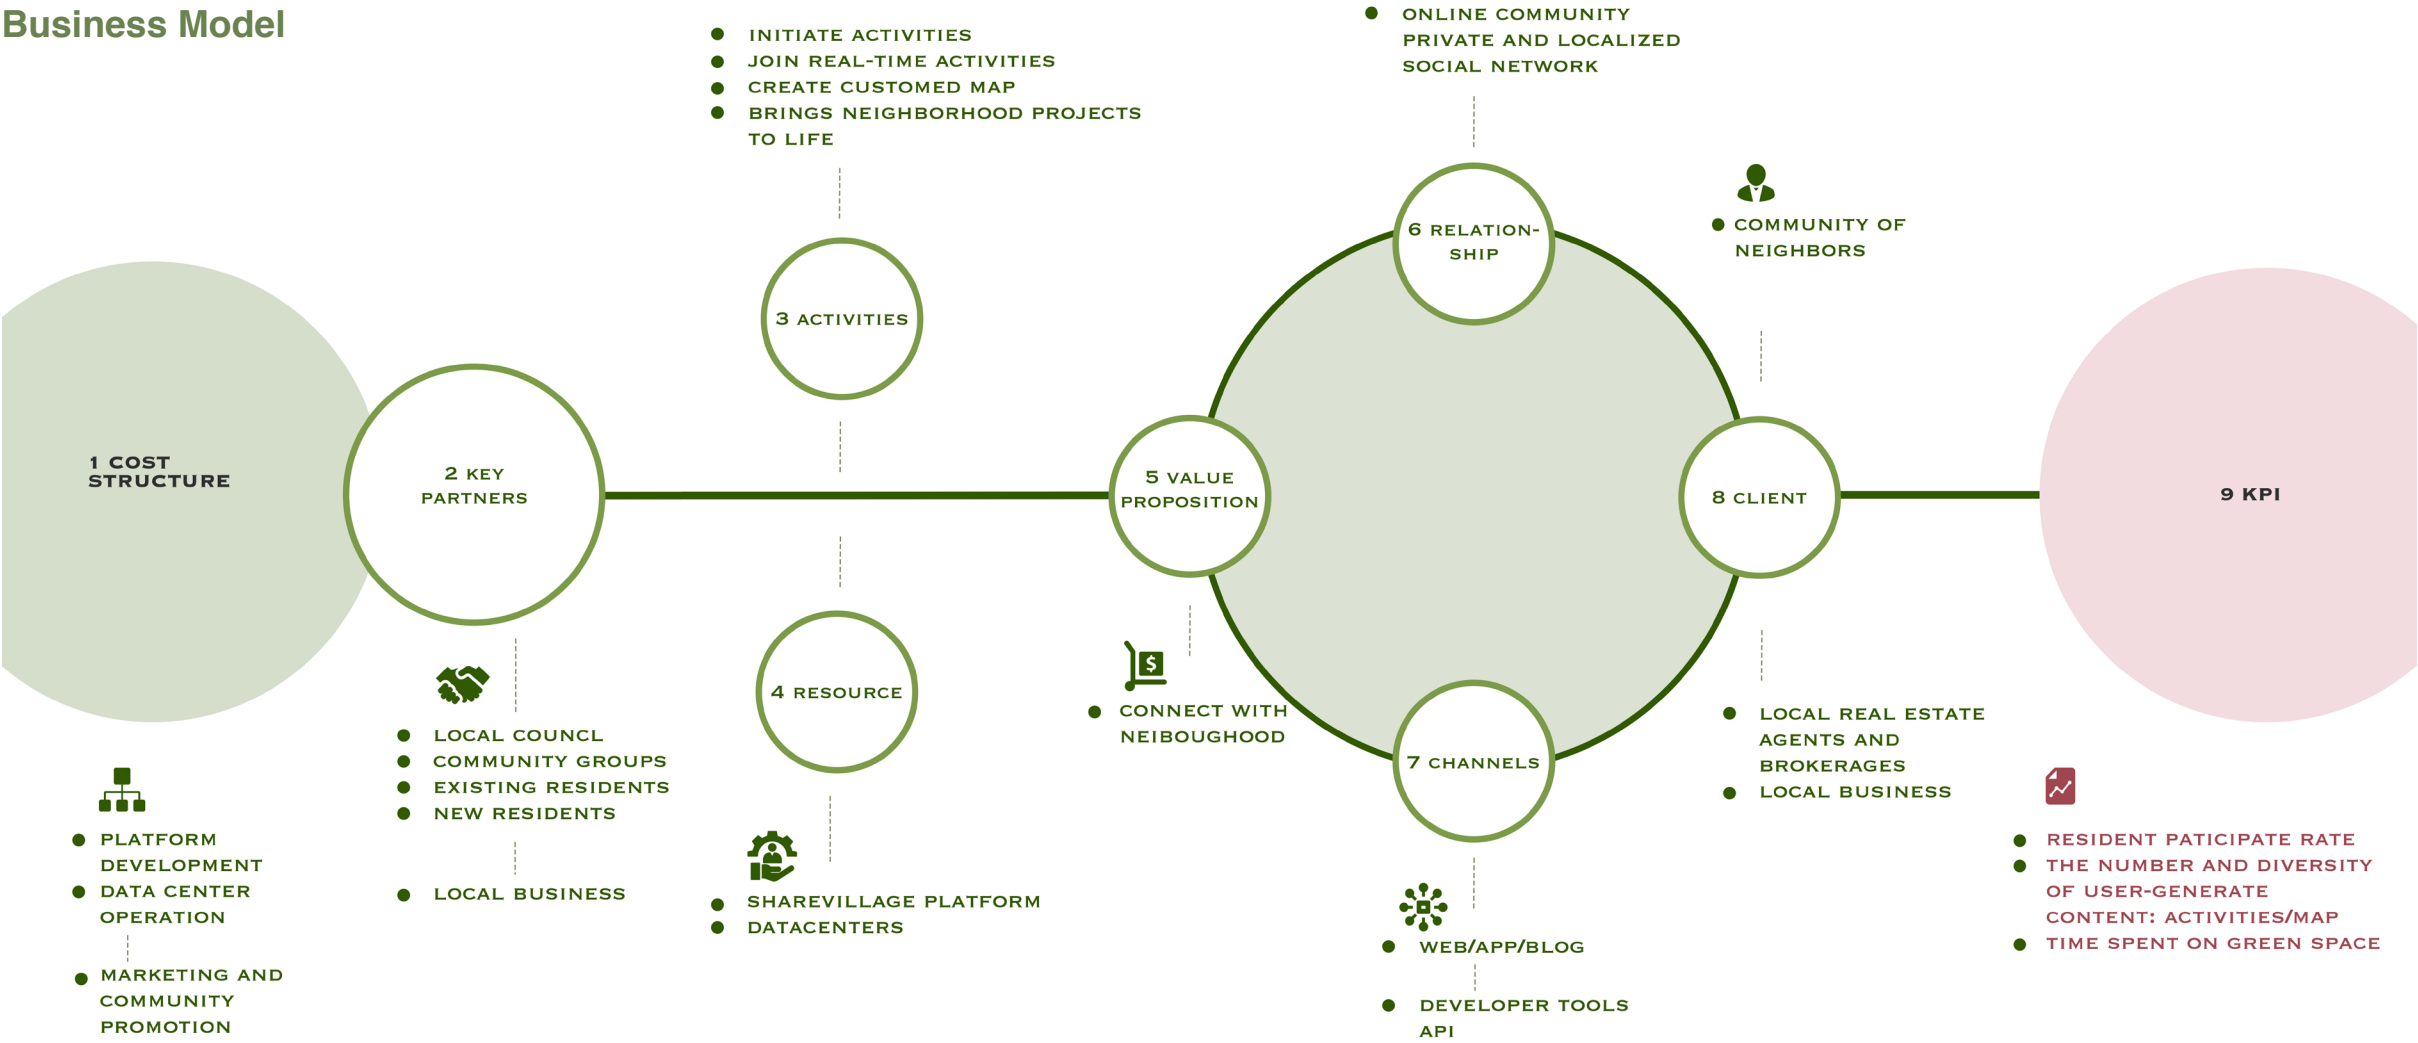 Business Model
INITIATE ACTIVITIES
JOIN REAL-TIME ACTIVITIES
CREATE CUSTOMED MAP
BRINGS NEIGHBORHOOD PROJECTS
TO LIFE
ONLINE COMMUNITY
PRIVATE AND LOCALIZED
SOCIAL NETWORK
COMMUNITY OF
NEIGHBORS
1 COST
STRUCTURE
2 KEY
PARTNERS
3 ACTIVITIES
4 RESOURCE
5 VALUE
PROPOSITION
6 RELATION-
SHIP
7 CHANNELS
8 CLIENT
9 KPI
PLATFORM
DEVELOPMENT
DATA CENTER
OPERATION
MARKETING AND
COMMUNITY
PROMOTION
LOCAL COUNCL
COMMUNITY GROUPS
EXISTING RESIDENTS
NEW RESIDENTS
LOCAL BUSINESS
SHAREVILLAGE PLATFORM
DATACENTERS
$
CONNECT WITH
NEIBOUGHOOD
WEB/APP/BLOG
DEVELOPER TOOLS
API
LOCAL REAL ESTATE
AGENTS AND
BROKERAGES
LOCAL BUSINESS
RESIDENT PATICIPATE RATE
THE NUMBER AND DIVERSITY
OF USER-GENERATE
CONTENT: ACTIVITIES/MAP
TIME SPENT ON GREEN SPACE